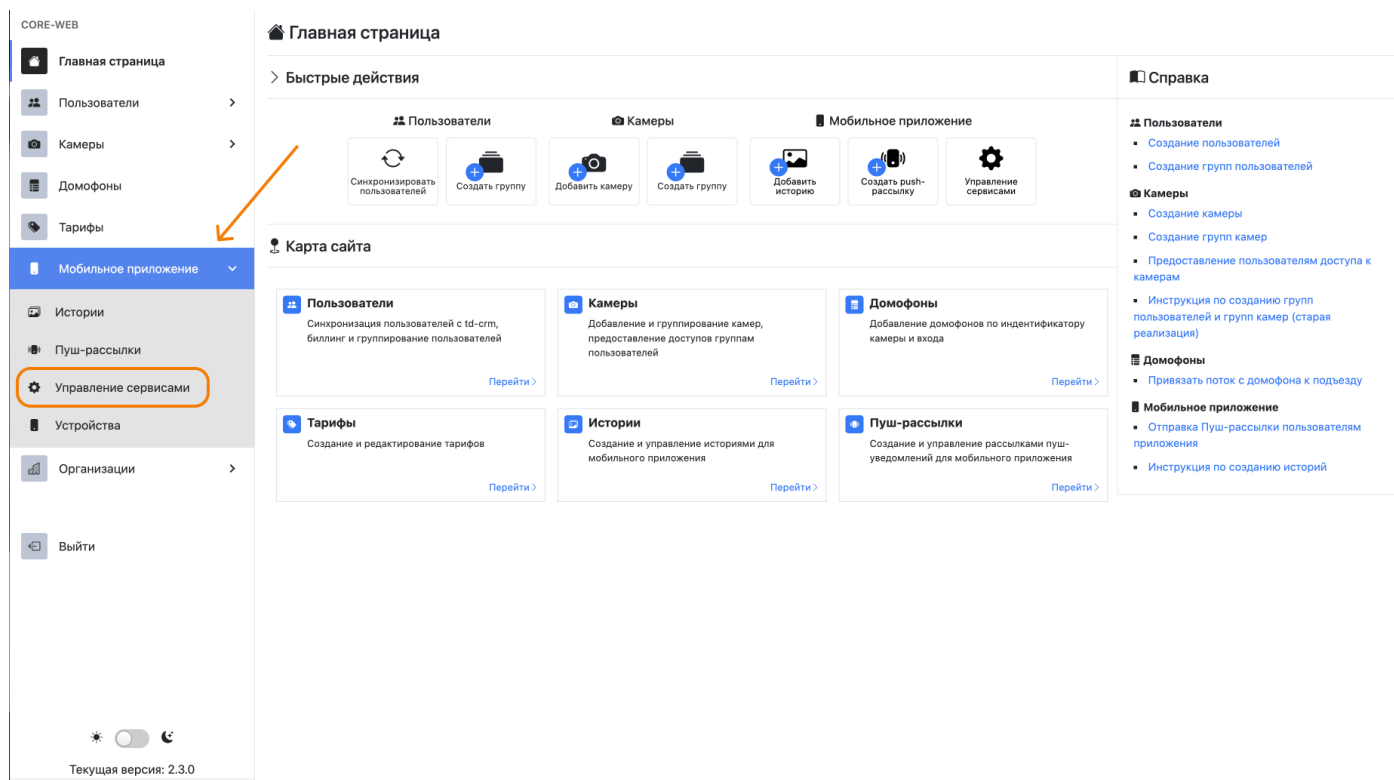 CORE-WEB
Главная страница
Пользователи
Камеры
Домофоны
Тарифы
Мобильное приложение
Истории
Пуш-рассылки
Управление сервисами
Устройства
Организации
Выйти
Текущая версия: 2.3.0
Главная страница
Быстрые действия
Пользователи
Камеры
Мобильное приложение
Синхронизировать
пользователей
Создать группу
Добавить камеру
Создать группу
Добавить
историю
Создать push-
рассылку
Управление
сервисами
Карта сайта
Пользователи
Синхронизация пользователей с td-crm,
биллинг и группирование пользователей
Перейти
Камеры
Добавление и группирование камер,
предоставление доступов группам
пользователей
Перейти
Домофоны
Добавление домофонов по индентификатору
камеры и входа
Перейти
Тарифы
Создание и редактирование тарифов
Перейти
Истории
Создание и управление историями для
мобильного приложения
Перейти
Пуш-рассылки
Создание и управление рассылками пуш-
уведомлений для мобильного приложения
Перейти
Справка
Пользователи
Создание пользователей
Создание групп пользователей
Камеры
Создание камеры
Создание групп камер
Предоставление пользователям доступа к
камерам
Инструкция по созданию групп
пользователей и групп камер (старая
реализация)
Домофоны
Привязать поток с домофона к подъезду
Мобильное приложение
Отправка Пуш-рассылки пользователям
приложения
Инструкция по созданию историй